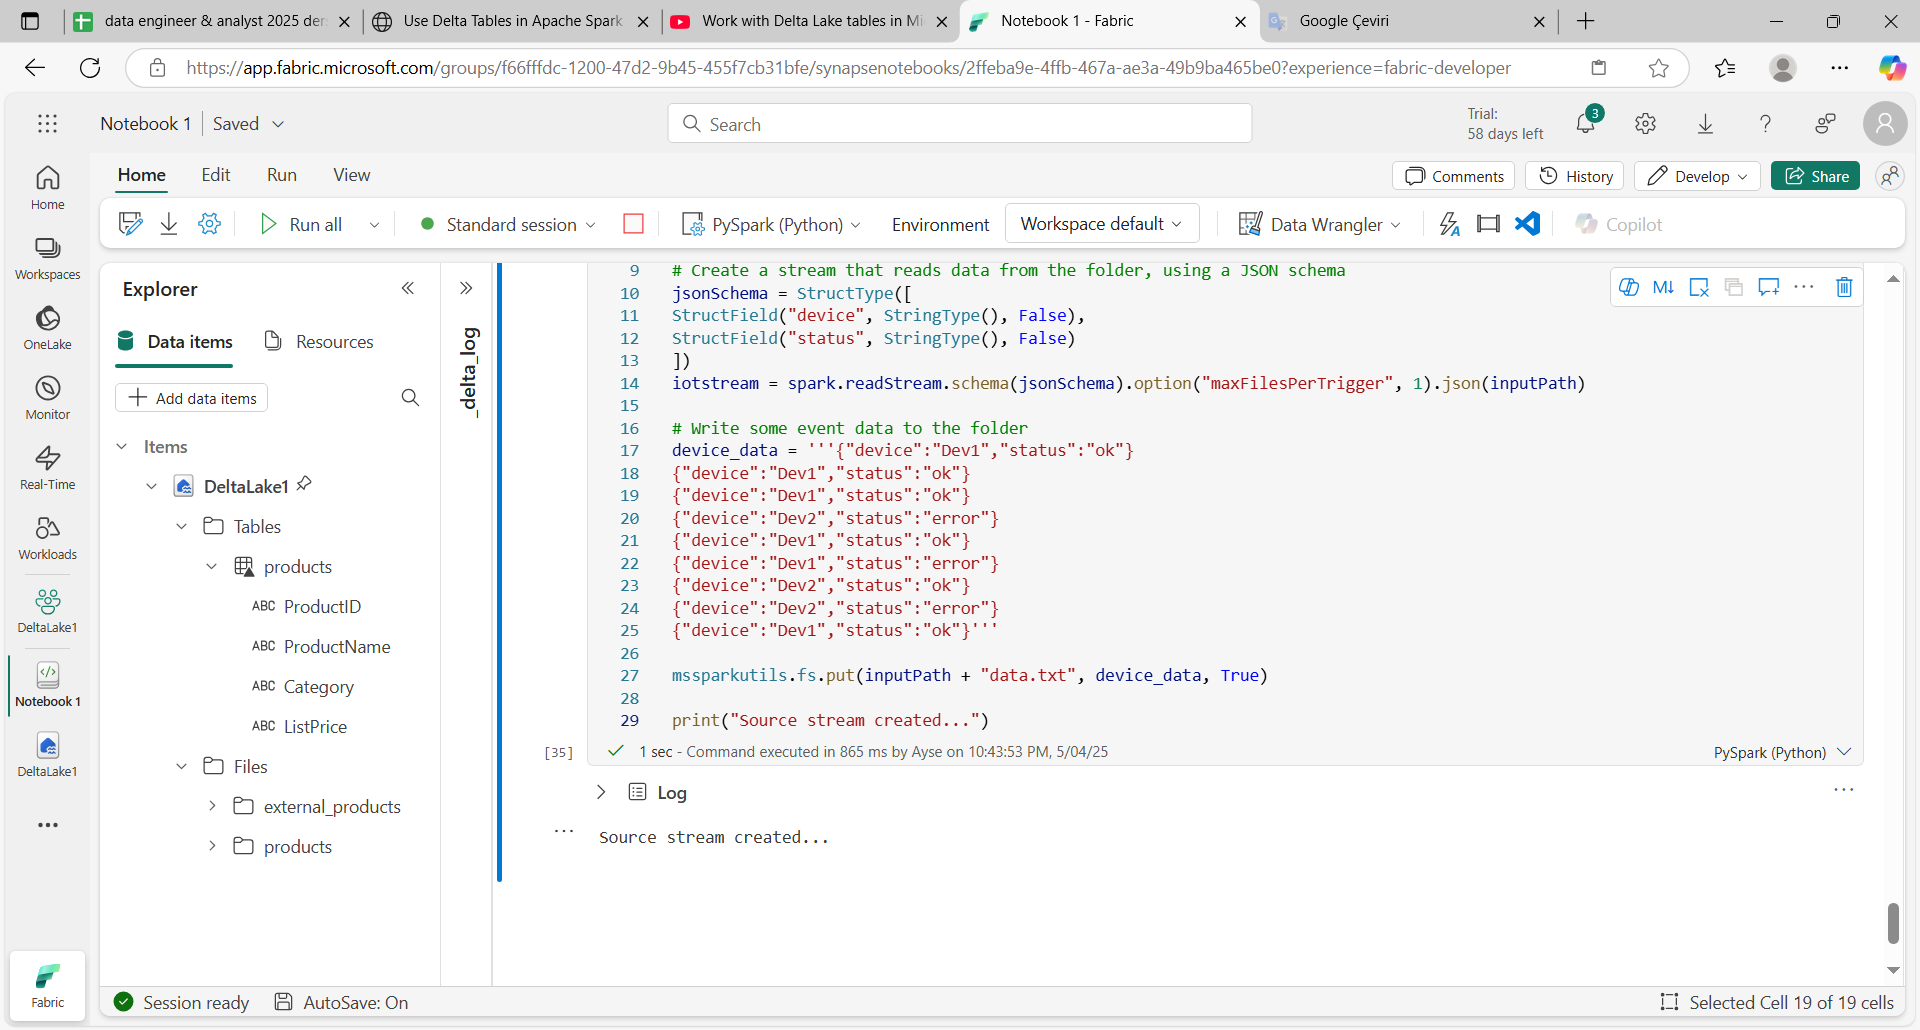 data engineer & analyst 2025 der
Use Delta Tables in Apache Spark
Work with Delta Lake tables in Mi
Notebook 1 - Fabric
Google Çeviri
https://app.fabric.microsoft.com/groups/f66fffdc-1200-47d2-9b45-455f7cb31bfe/synapsenotebooks/2ffeba9e-4ffb-467a-ae3a-49b9ba465be0?experience=fabric-developer
Notebook 1
Saved
Search
Trial:
58 days left
3
Home
Edit
Run
View
Comments
History
Develop
Share
Run all
Standard session
PySpark (Python)
Environment
Workspace default
Data Wrangler
Copilot
Home
Workspaces
OneLake
Monitor
Real-Time
Workloads
DeltaLake1
Notebook 1
DeltaLake1
Fabric
Explorer
Data items
Resources
Add data items
Items
DeltaLake1
Tables
products
ABC ProductID
ABC ProductName
ABC Category
ABC ListPrice
Files
external_products
products
_delta_log
9 # Create a stream that reads data from the folder, using a JSON schema
10 jsonSchema = StructType([
11 StructField("device", StringType(), False),
12 StructField("status", StringType(), False)
13 ])
14 iotstream = spark.readStream.schema(jsonSchema).option("maxFilesPerTrigger", 1).json(inputPath)
15
16 # Write some event data to the folder
17 device_data = '''{"device":"Dev1","status":"ok"}
18 {"device":"Dev1","status":"ok"}
19 {"device":"Dev1","status":"ok"}
20 {"device":"Dev2","status":"error"}
21 {"device":"Dev1","status":"ok"}
22 {"device":"Dev1","status":"error"}
23 {"device":"Dev2","status":"ok"}
24 {"device":"Dev2","status":"error"}
25 {"device":"Dev1","status":"ok"}'''
26
27 mssparkutils.fs.put(inputPath + "data.txt", device_data, True)
28
29 print("Source stream created...")
M↓
[35]
1 sec - Command executed in 865 ms by Ayse on 10:43:53 PM, 5/04/25
PySpark (Python)
Log
Source stream created...
Session ready
AutoSave: On
Selected Cell 19 of 19 cells